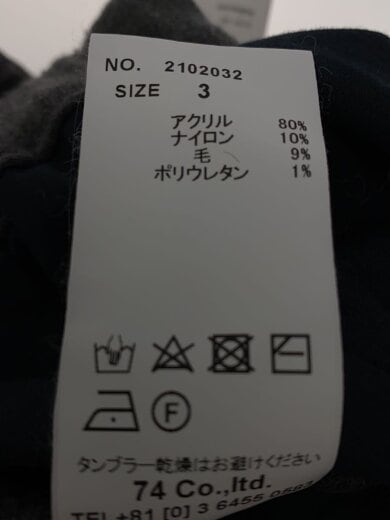 NO. 2102032
SIZE 3
アクリル 80%
ナイロン 10%
毛 9%
ポリウレタン 1%
F
タンブラー乾燥はお避けください
74 Co.,ltd.
TEL+81 [0] 3 6455